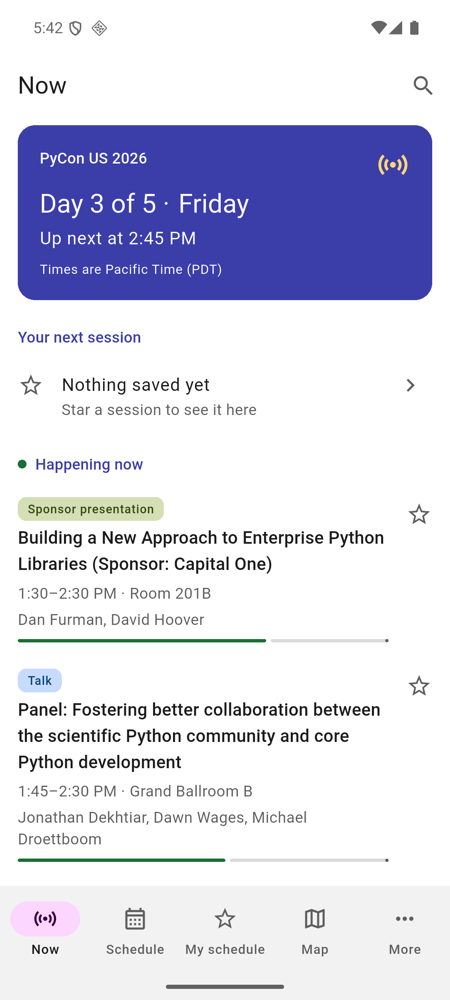 5:42
Now
PyCon US 2026
Day 3 of 5 · Friday
Up next at 2:45 PM
Times are Pacific Time (PDT)
Your next session
Nothing saved yet
Star a session to see it here
Happening now
Sponsor presentation
Building a New Approach to Enterprise Python
Libraries (Sponsor: Capital One)
1:30–2:30 PM · Room 201B
Dan Furman, David Hoover
Talk
Panel: Fostering better collaboration between
the scientific Python community and core
Python development
1:45–2:30 PM · Grand Ballroom B
Jonathan Dekhtiar, Dawn Wages, Michael
Droettboom
Now
Schedule
My schedule
Map
More